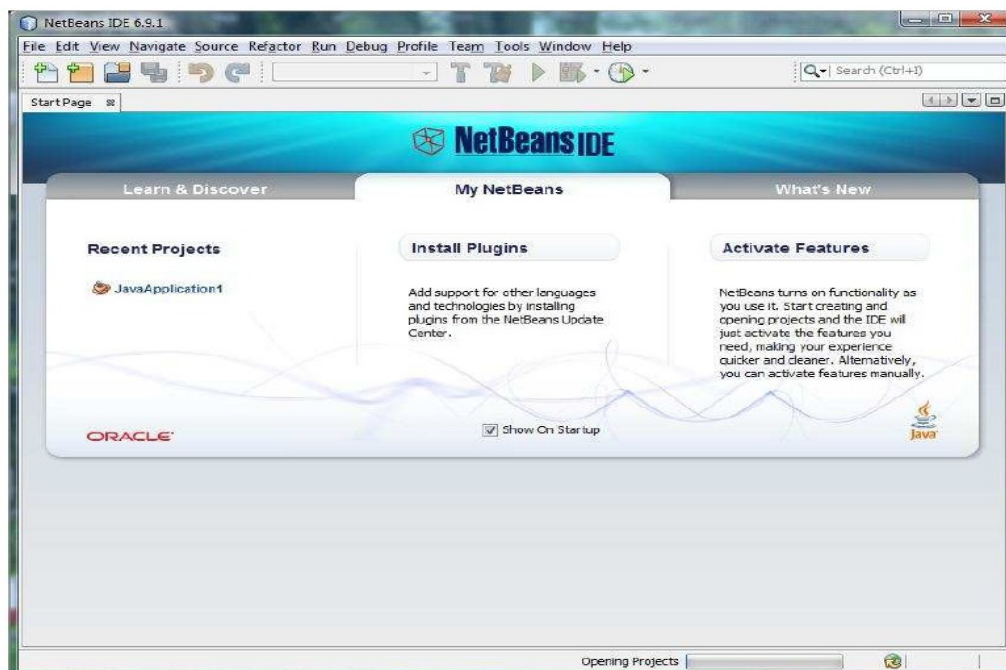 NetBeans IDE 6.9.1
File Edit View Navigate Source Refactor Run Debug Profile Team Tools Window Help
Search (Ctrl+I)
Start Page
NetBeans IDE
Learn & Discover
My NetBeans
What's New
Recent Projects
JavaApplication1
Install Plugins
Add support for other languages
and technologies by installing
plugins from the NetBeans Update
Center.
Activate Features
NetBeans turns on functionality as
you use it. Start creating and
opening projects and the IDE will
just activate the features you
need, making your experience
quicker and cleaner. Alternatively,
you can activate features manually.
ORACLE
Show On Startup
Java
Opening Projects